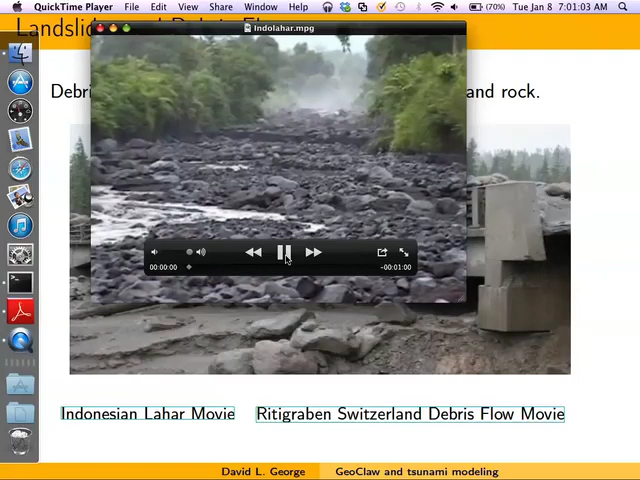 QuickTime Player File Edit View Share Window Help (70%) Tue Jan 8 7:01:03 AM
Indolahar.mpg
and rock.
00:00:00 -00:01:00
Indonesian Lahar Movie Ritigraben Switzerland Debris Flow Movie
David L. George GeoClaw and tsunami modeling